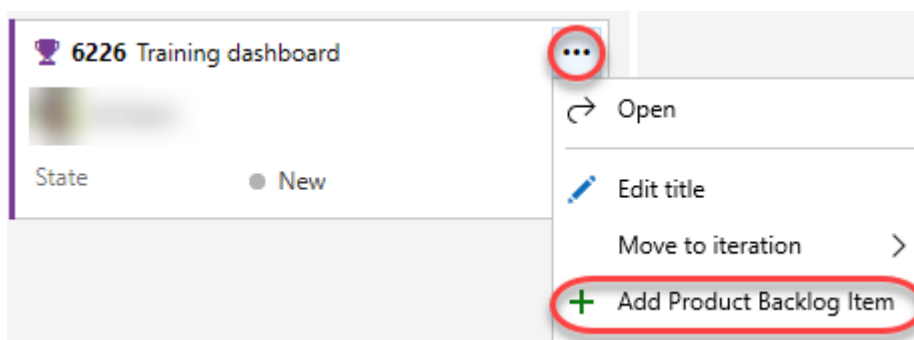 6226 Training dashboard
State
New
Open
Edit title
Move to iteration
Add Product Backlog Item